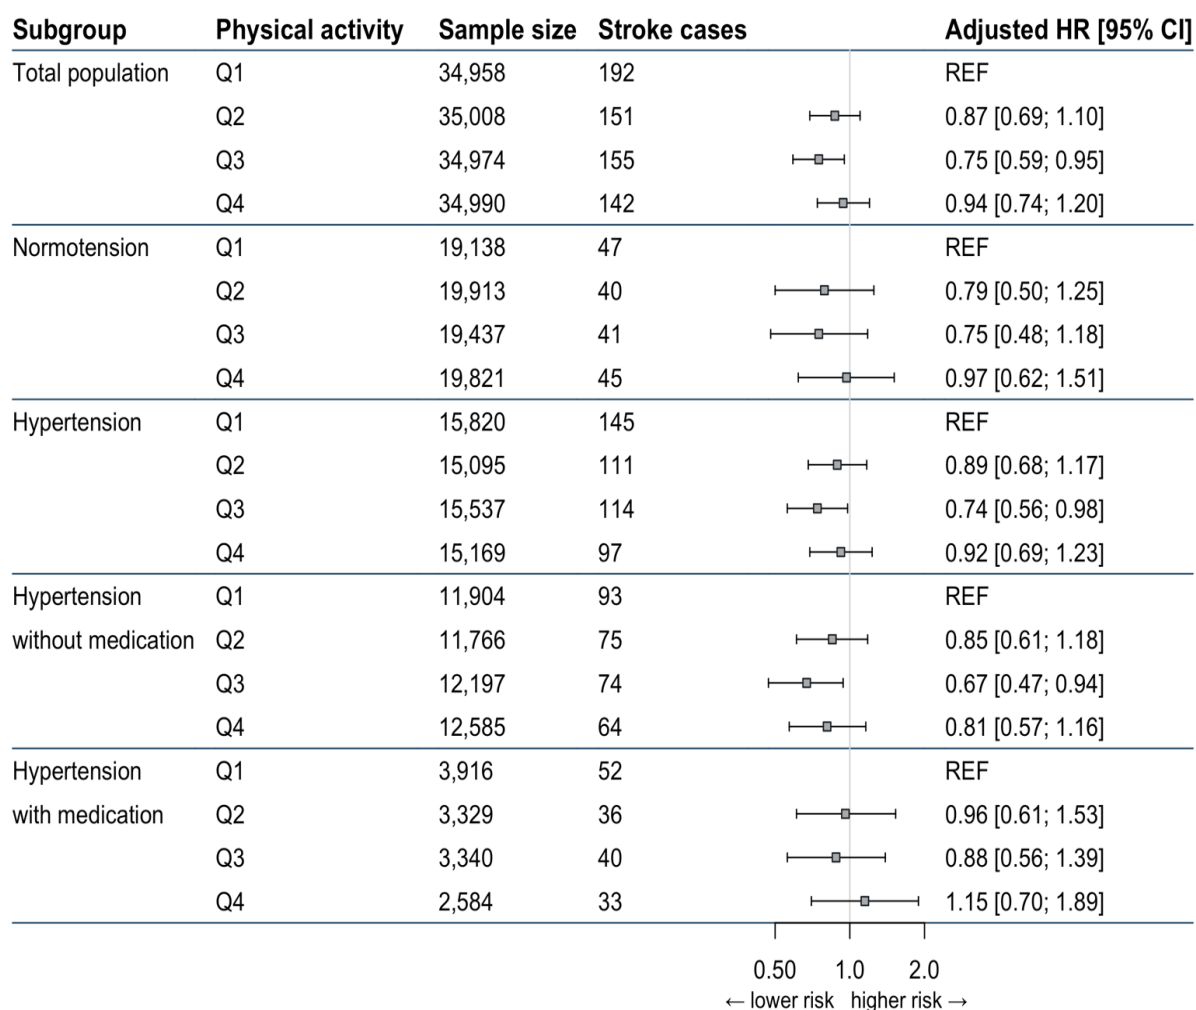 Subgroup Physical activity Sample size Stroke cases Adjusted HR [95% CI]
Total population Q1 34,958 192 REF
Q2 35,008 151 0.87 [0.69; 1.10]
Q3 34,974 155 0.75 [0.59; 0.95]
Q4 34,990 142 0.94 [0.74; 1.20]
Normotension Q1 19,138 47 REF
Q2 19,913 40 0.79 [0.50; 1.25]
Q3 19,437 41 0.75 [0.48; 1.18]
Q4 19,821 45 0.97 [0.62; 1.51]
Hypertension Q1 15,820 145 REF
Q2 15,095 111 0.89 [0.68; 1.17]
Q3 15,537 114 0.74 [0.56; 0.98]
Q4 15,169 97 0.92 [0.69; 1.23]
Hypertension Q1 11,904 93 REF
without medication Q2 11,766 75 0.85 [0.61; 1.18]
Q3 12,197 74 0.67 [0.47; 0.94]
Q4 12,585 64 0.81 [0.57; 1.16]
Hypertension Q1 3,916 52 REF
with medication Q2 3,329 36 0.96 [0.61; 1.53]
Q3 3,340 40 0.88 [0.56; 1.39]
Q4 2,584 33 1.15 [0.70; 1.89]
0.50 1.0 2.0
← lower risk higher risk →